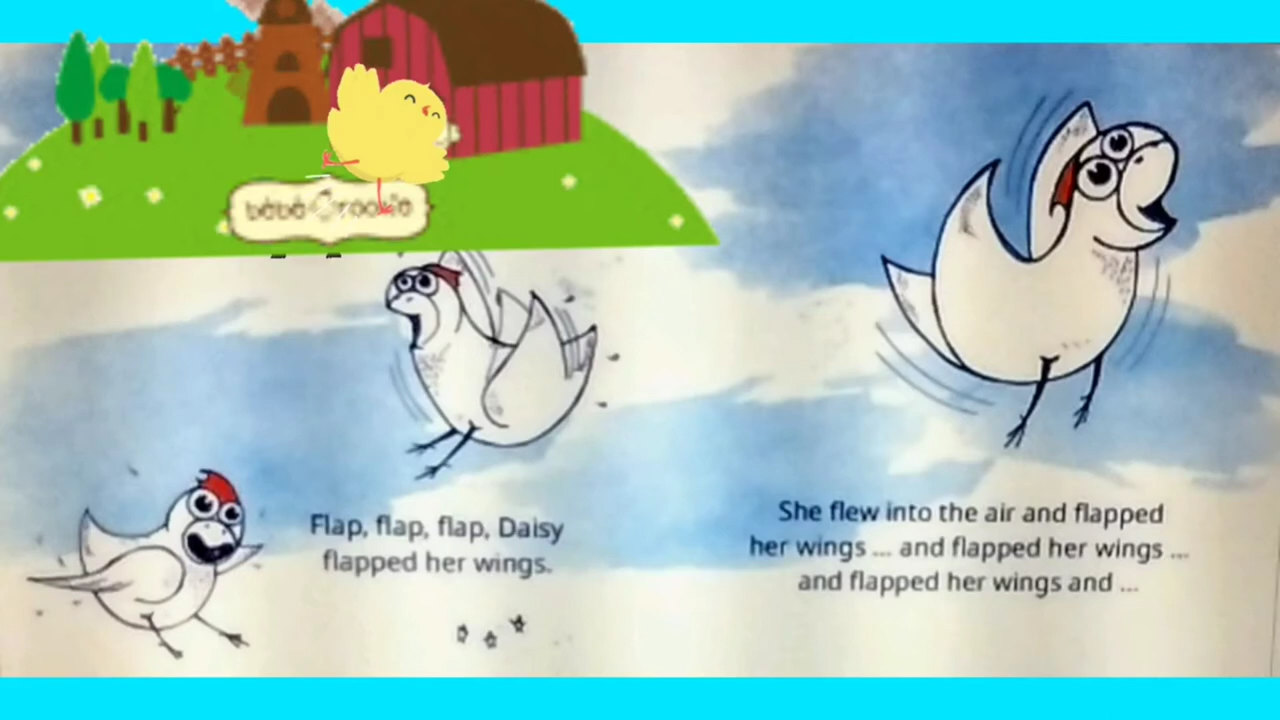 Flap, flap, flap, Daisy
flapped her wings.
She flew into the air and flapped
her wings ... and flapped her wings ...
and flapped her wings and ...